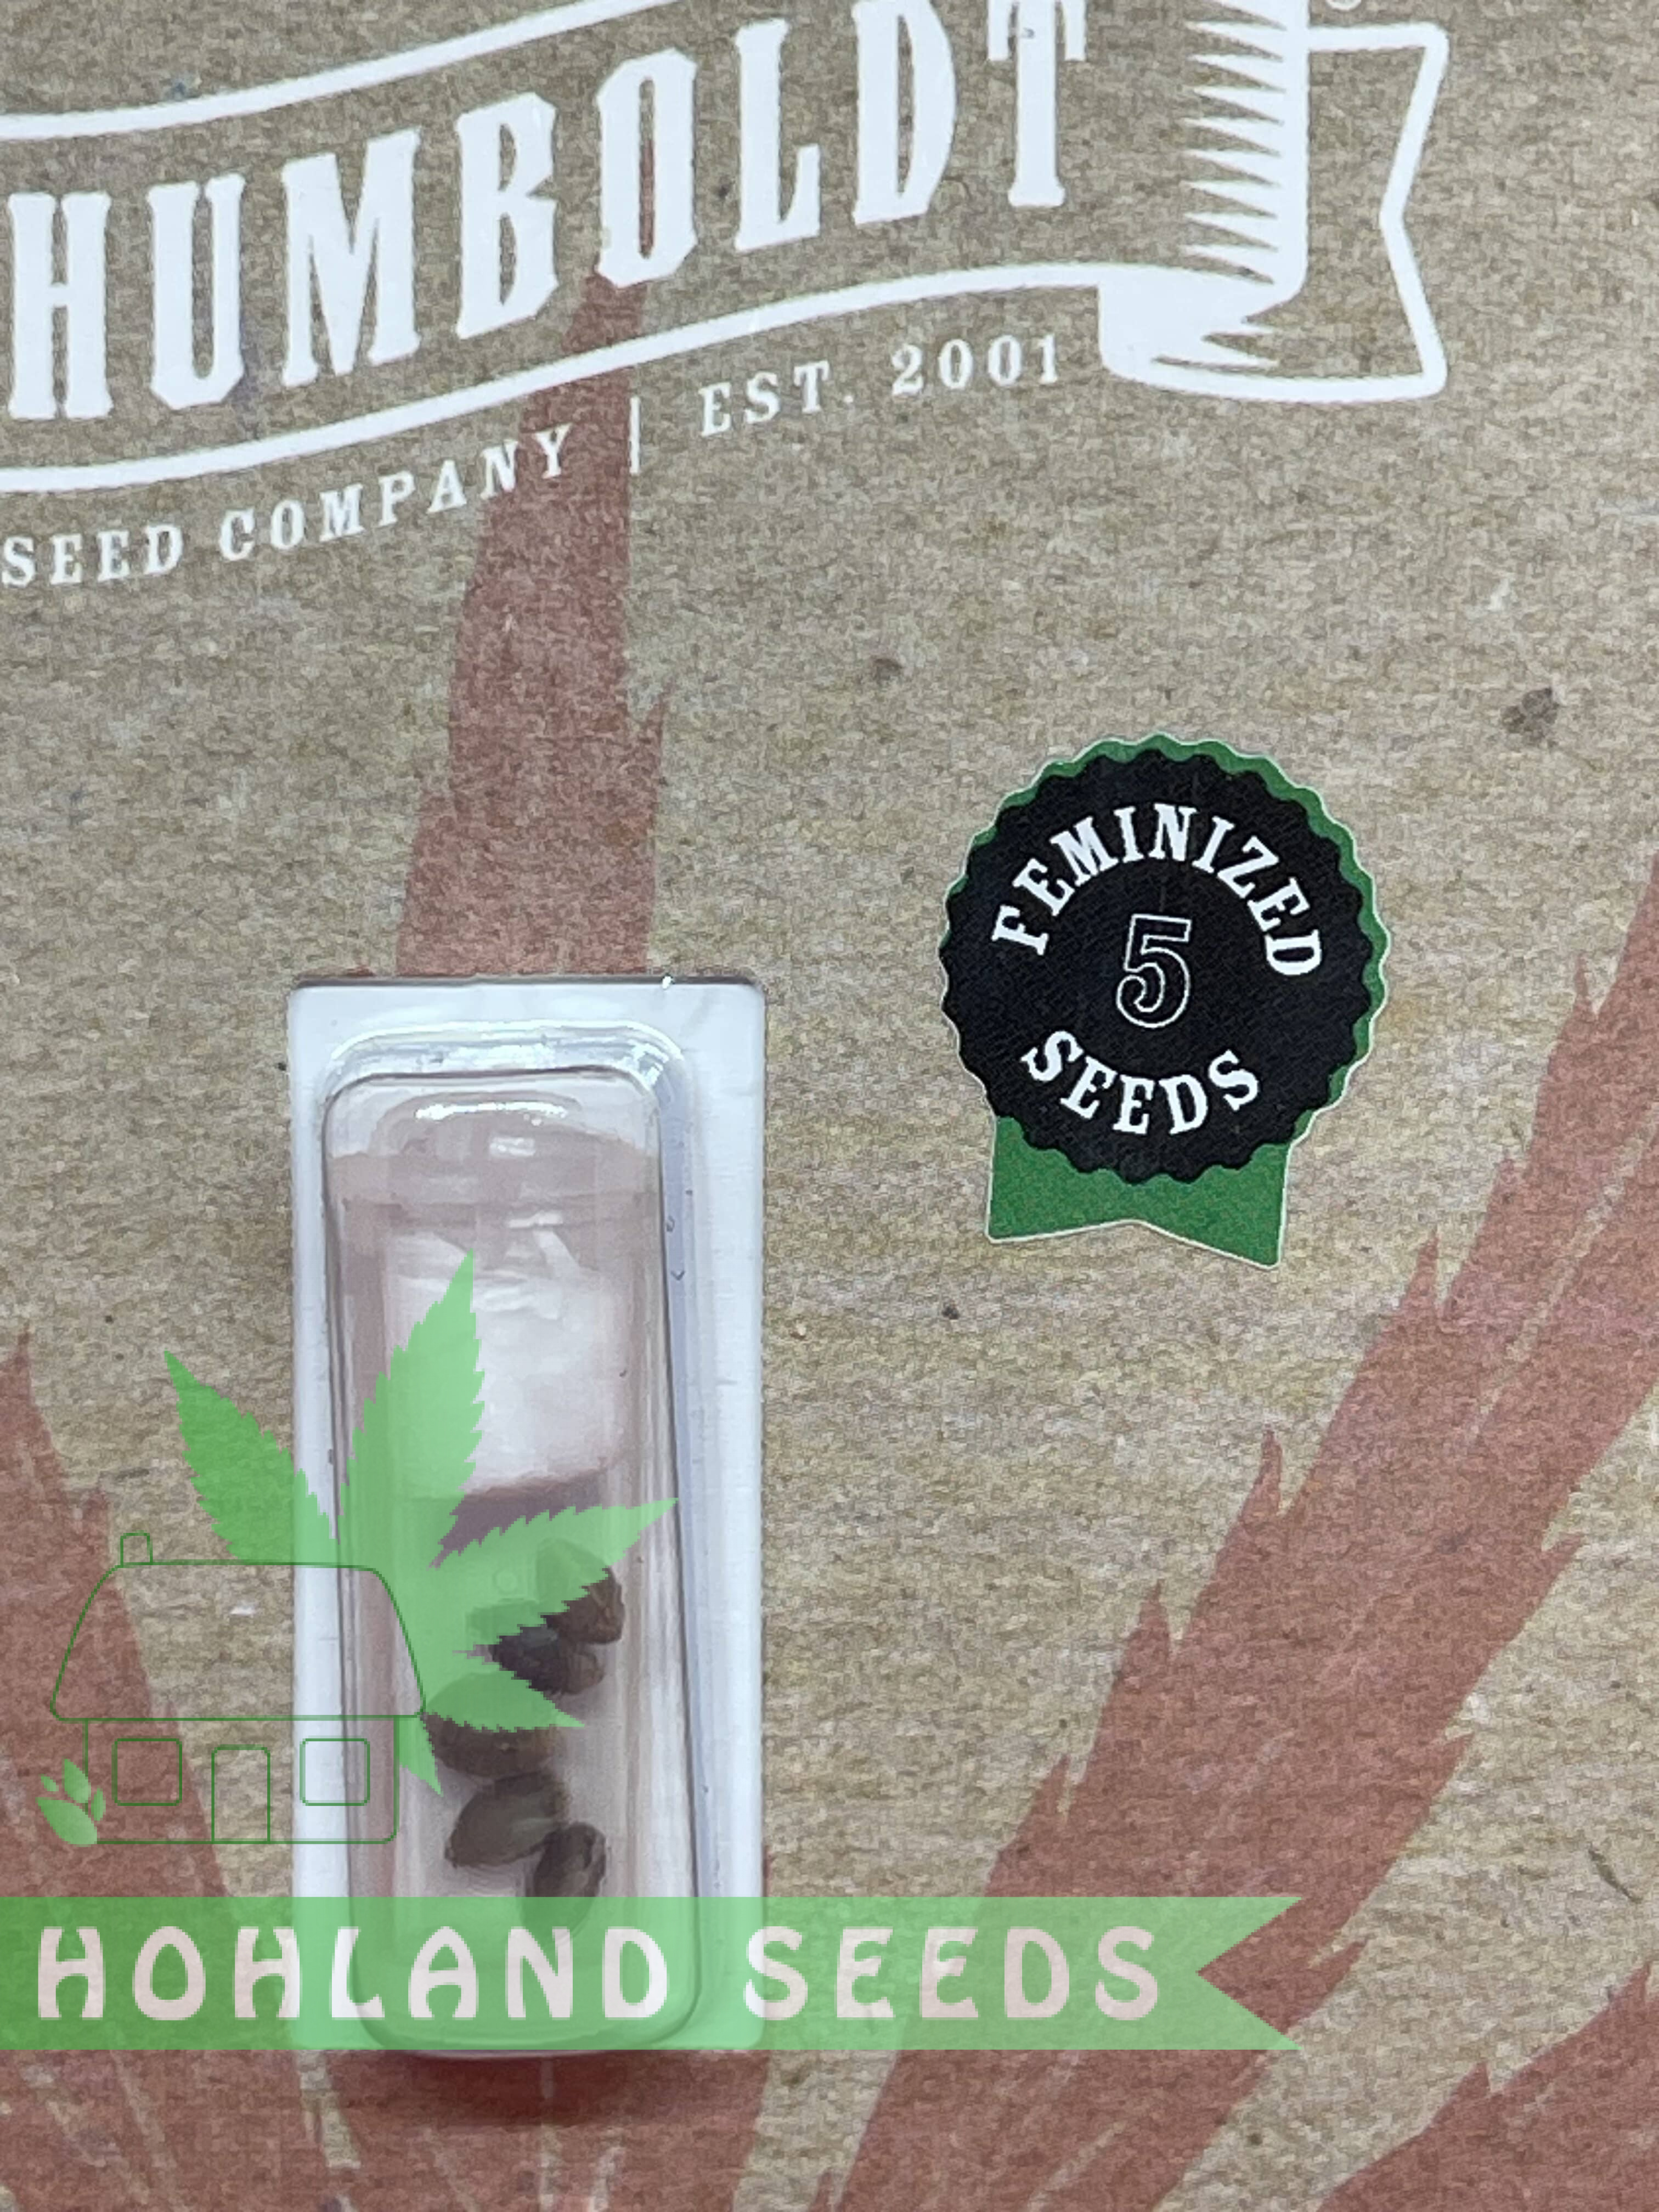 HUMBOLDT
SEED COMPANY | EST. 2001
FEMINIZED
5
SEEDS
HOHLAND SEEDS